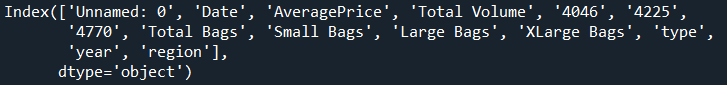 Index(['Unnamed: 0', 'Date', 'AveragePrice', 'Total Volume', '4046', '4225',
'4770', 'Total Bags', 'Small Bags', 'Large Bags', 'XLarge Bags', 'type',
'year', 'region'],
dtype='object')